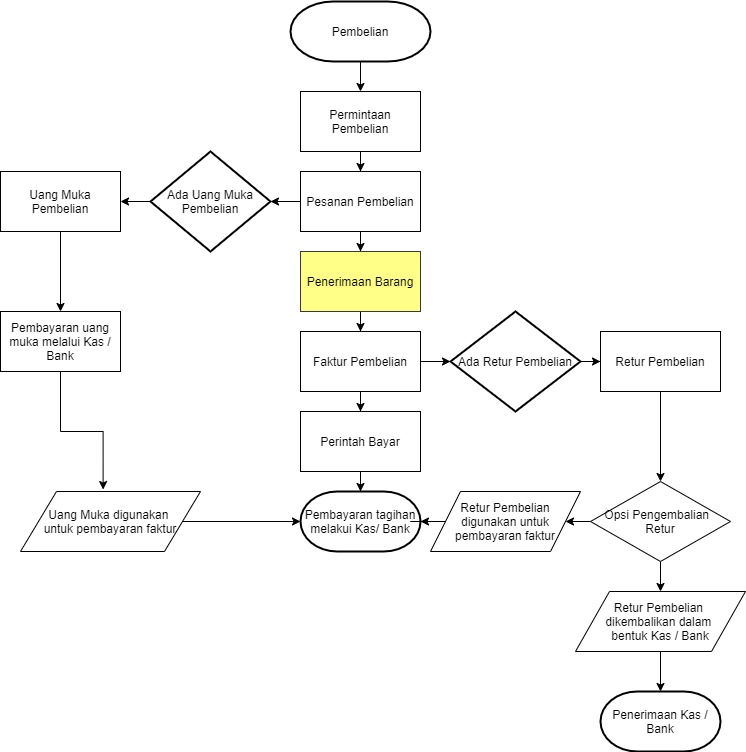 Pembelian
Permintaan
Pembelian
Uang Muka
Pembelian
Ada Uang Muka
Pembelian
Pesanan Pembelian
Penerimaan Barang
Pembayaran uang
muka melalui Kas /
Bank
Faktur Pembelian
Ada Retur Pembelian
Retur Pembelian
Perintah Bayar
Uang Muka digunakan
untuk pembayaran faktur
Pembayaran tagihan
melakui Kas/ Bank
Retur Pembelian
digunakan untuk
pembayaran faktur
Opsi Pengembalian
Retur
Retur Pembelian
dikembalikan dalam
bentuk Kas / Bank
Penerimaan Kas /
Bank